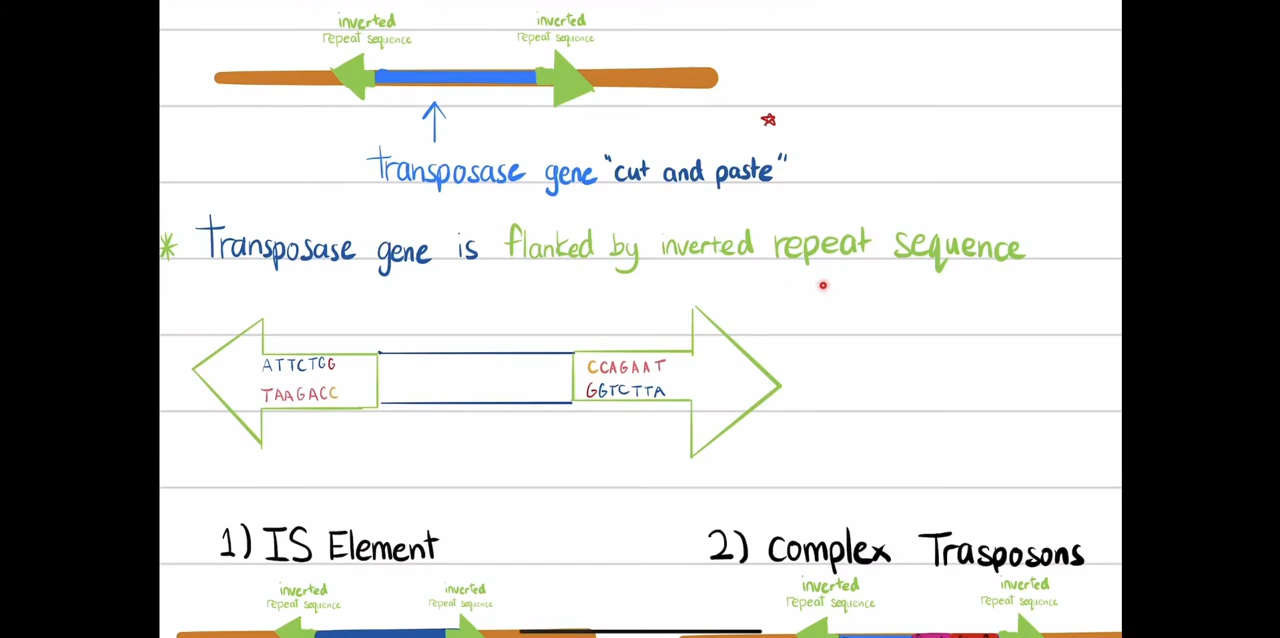 inverted inverted
repeat sequence repeat sequence
Transposase gene "cut and paste"
* Transposase gene is flanked by inverted repeat sequence
ATTCTGG CCAGAAT
TAAGACC GGTCTTA
1) IS Element 2) Complex Trasposons
inverted inverted inverted inverted
repeat sequence repeat sequence repeat sequence repeat sequence